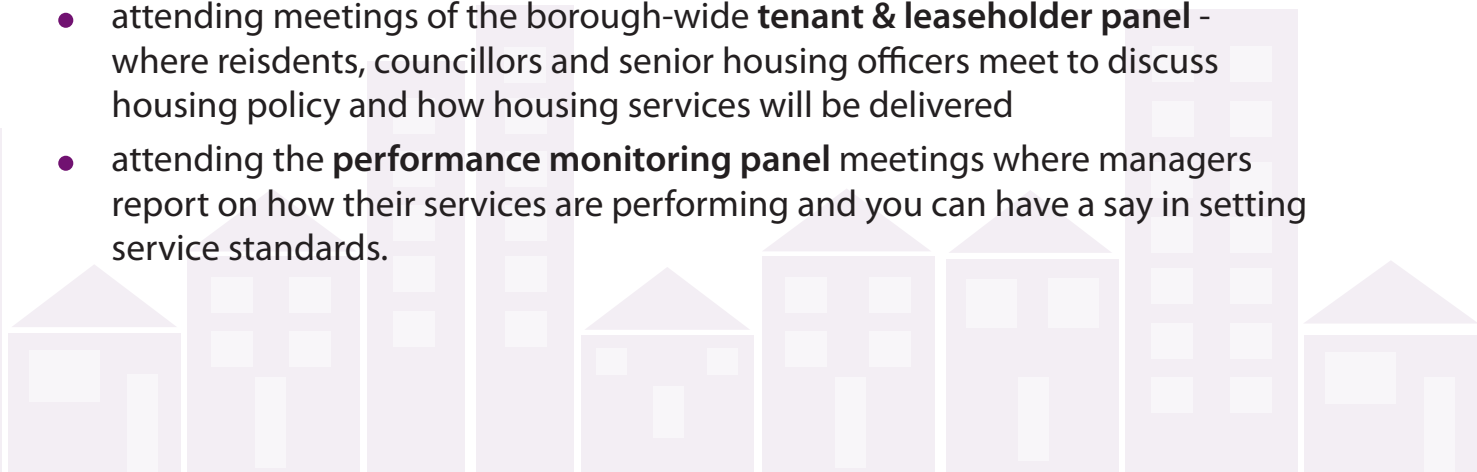 ● attending meetings of the borough-wide tenant & leaseholder panel -
where reisdents, councillors and senior housing officers meet to discuss
housing policy and how housing services will be delivered
● attending the performance monitoring panel meetings where managers
report on how their services are performing and you can have a say in setting
service standards.